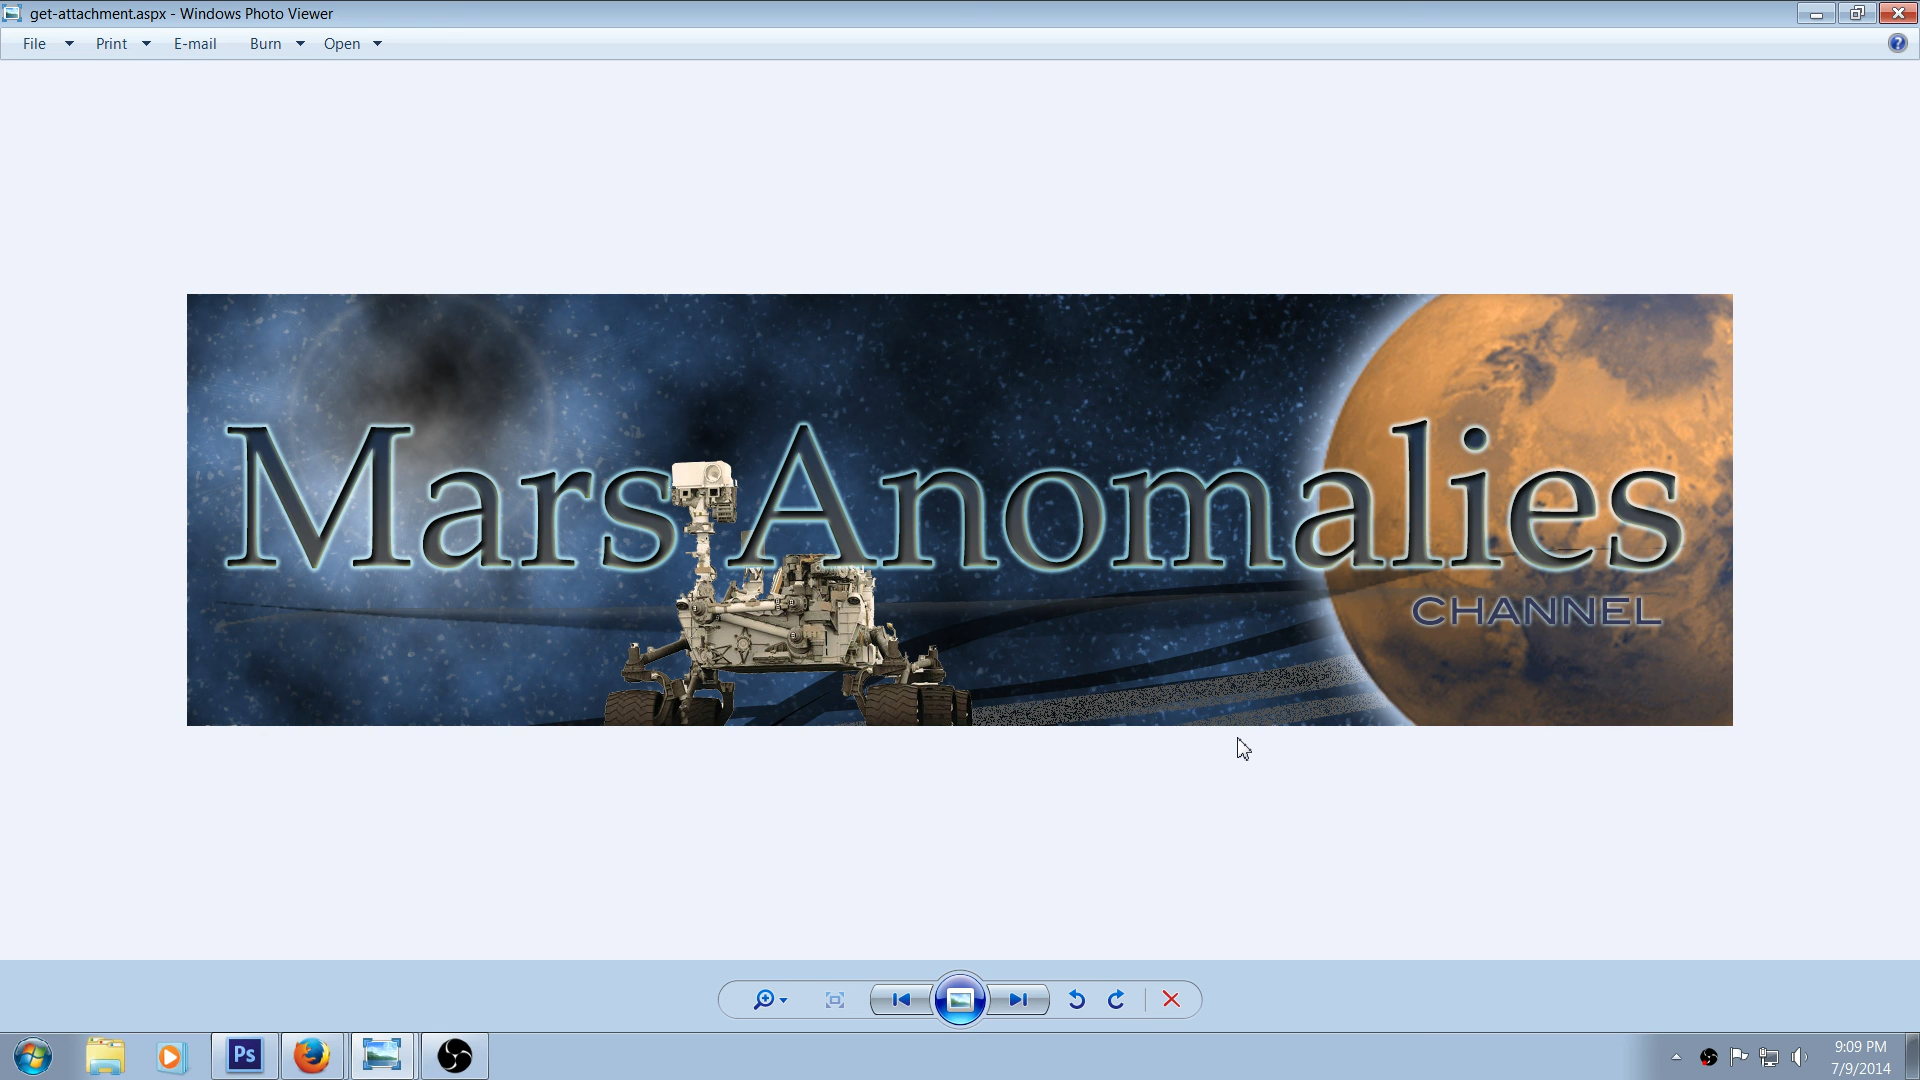 get-attachment.aspx - Windows Photo Viewer
File Print E-mail Burn Open
?
Mars Anomalies
CHANNEL
Ps
9:09 PM
7/9/2014